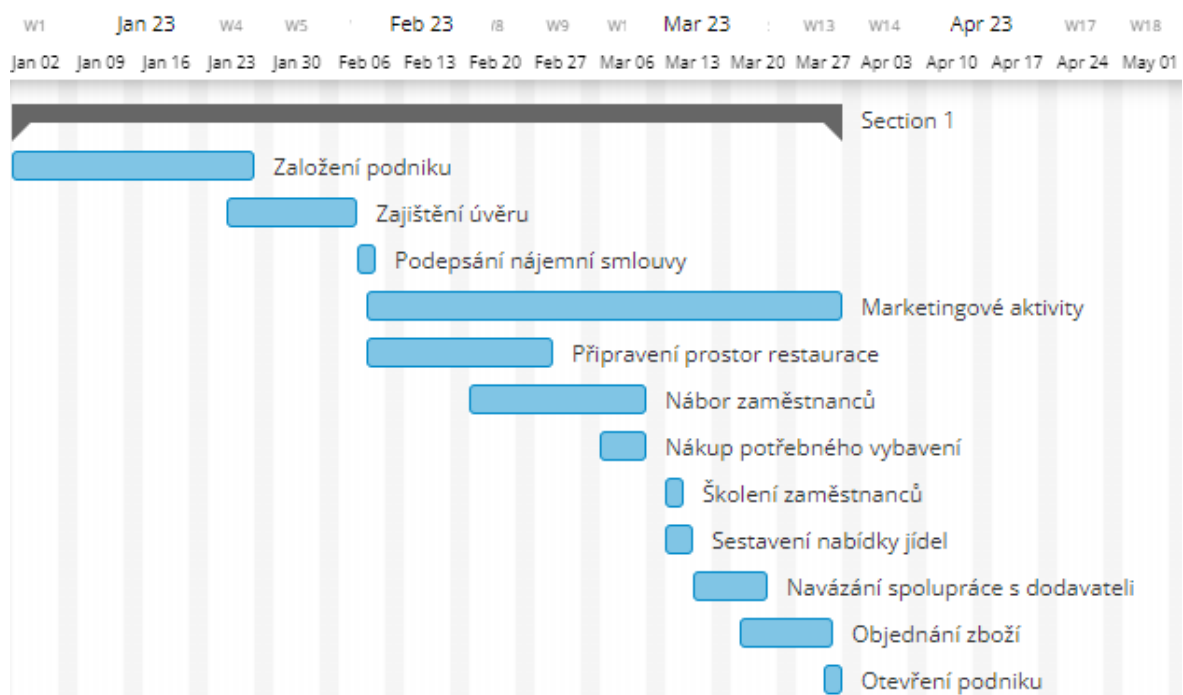 W1 Jan 23 W4 W5 Feb 23 W9 Mar 23 W13 W14 Apr 23 W17 W18
Jan 02 Jan 09 Jan 16 Jan 23 Jan 30 Feb 06 Feb 13 Feb 20 Feb 27 Mar 06 Mar 13 Mar 20 Mar 27 Apr 03 Apr 10 Apr 17 Apr 24 May 01
Section 1
Založení podniku
Zajištění úvěru
Podepsání nájemní smlouvy
Marketingové aktivity
Připravení prostor restaurace
Nábor zaměstnanců
Nákup potřebného vybavení
Školení zaměstnanců
Sestavení nabídky jídel
Navázání spolupráce s dodavateli
Objednání zboží
Otevření podniku